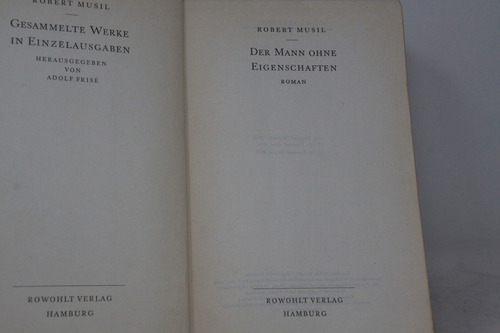 ROBERT MUSIL
GESAMMELTE WERKE
IN EINZELAUSGABEN
HERAUSGEGEBEN
VON
ADOLF FRISÉ
ROWOHLT VERLAG
HAMBURG
ROBERT MUSIL
DER MANN OHNE
EIGENSCHAFTEN
ROMAN
ROWOHLT VERLAG
HAMBURG